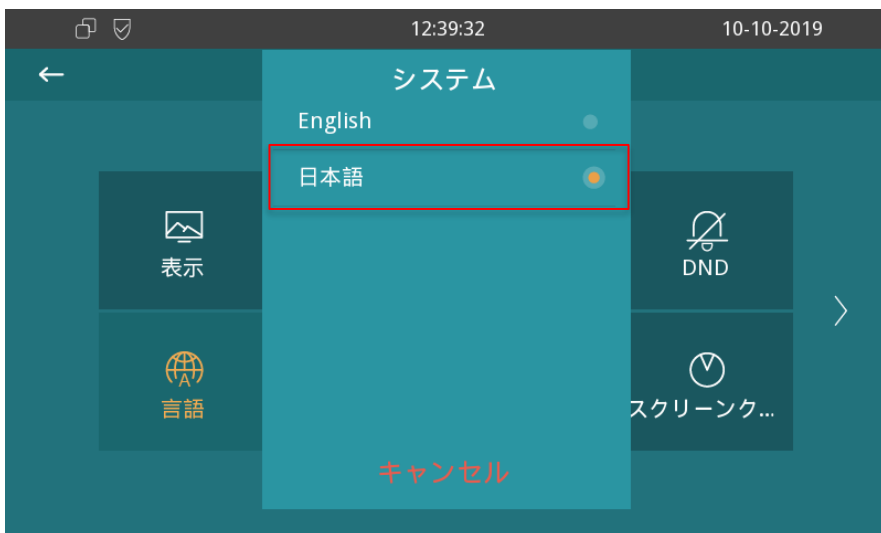 12:39:32
10-10-2019
システム
English
日本語
表示
DND
言語
スクリーンク...
キャンセル